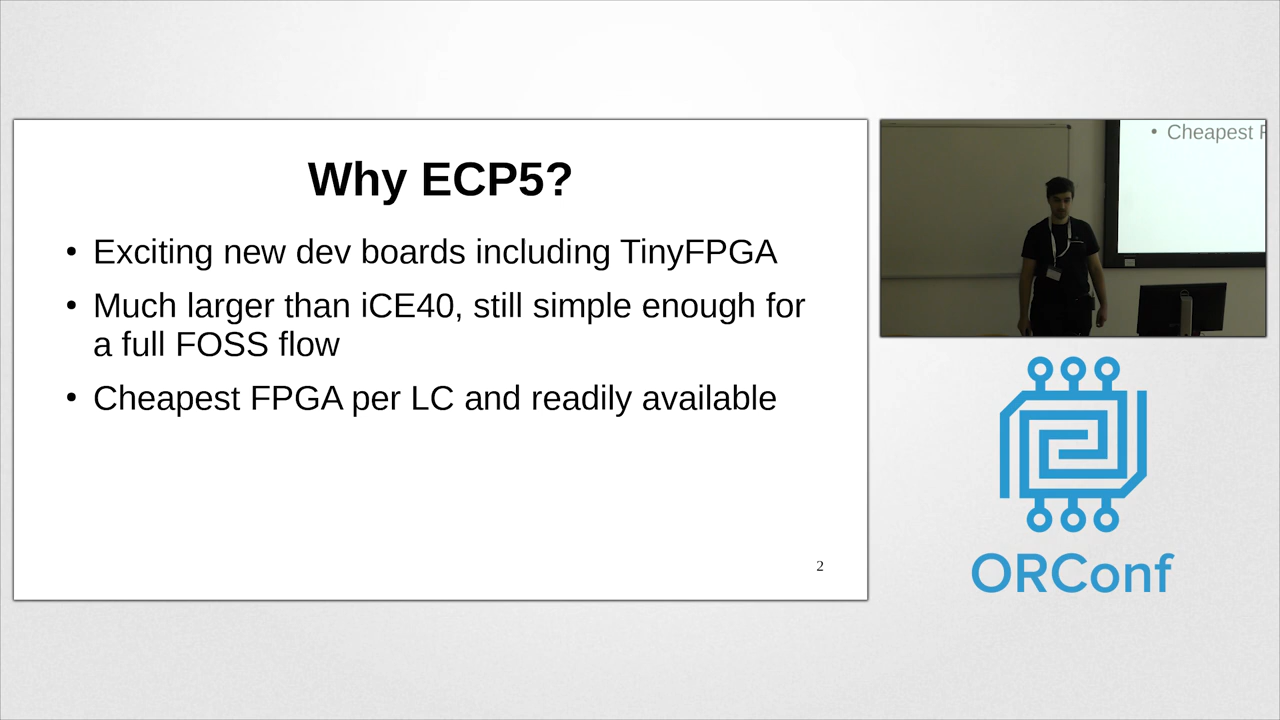 Why ECP5?
• Exciting new dev boards including TinyFPGA
• Much larger than iCE40, still simple enough for
a full FOSS flow
• Cheapest FPGA per LC and readily available
2
• Cheapest F
ORConf